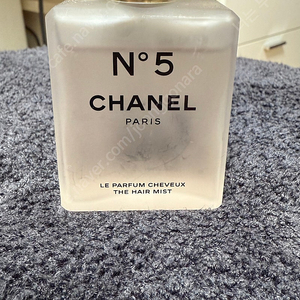 N°5
CHANEL
PARIS
LE PARFUM CHEVEUX
THE HAIR MIST